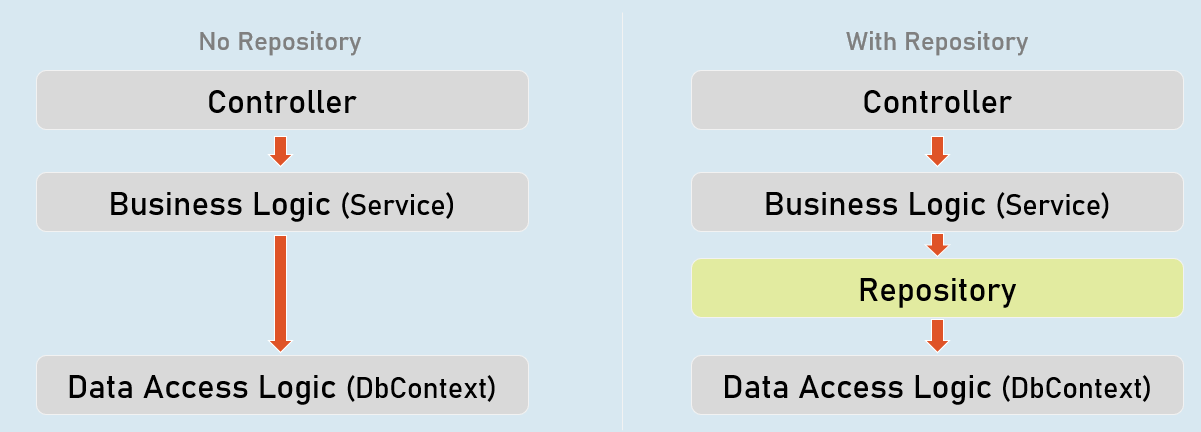 No Repository
Controller
Business Logic (Service)
Data Access Logic (DbContext)
With Repository
Controller
Business Logic (Service)
Repository
Data Access Logic (DbContext)